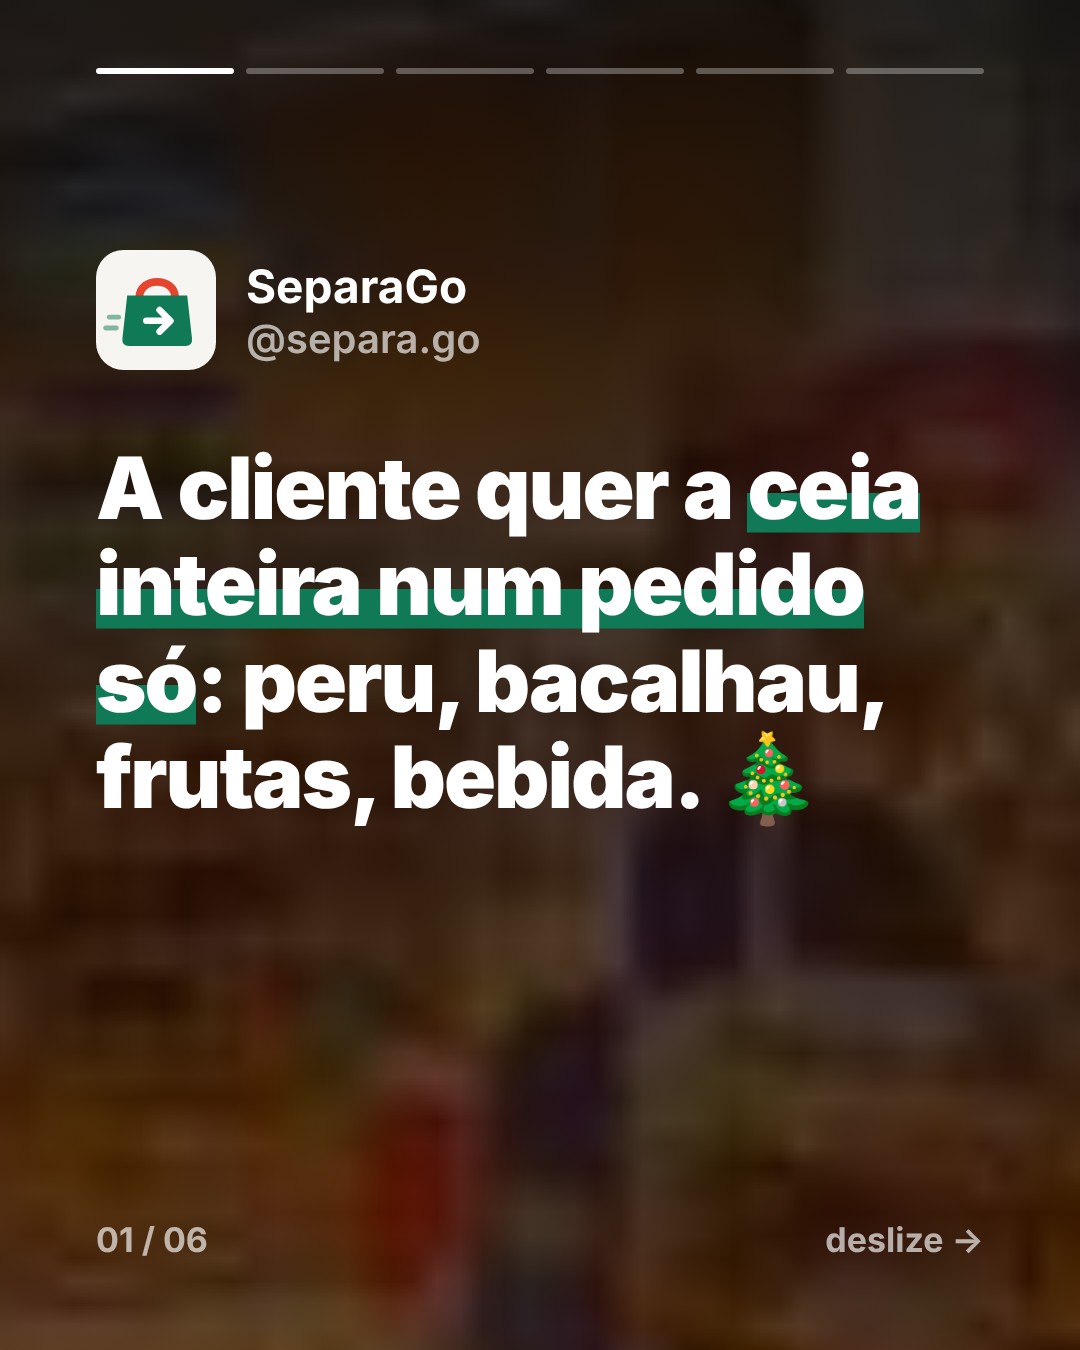 SeparaGo
@separa.go
A cliente quer a ceia
inteira num pedido
só: peru, bacalhau,
frutas, bebida. 🎄
01 / 06
deslize →